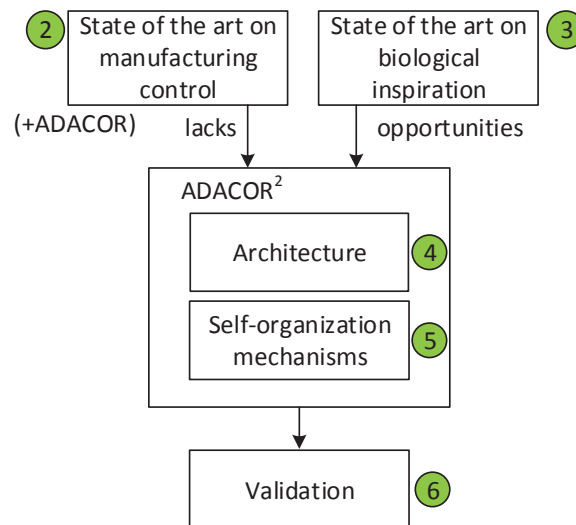 2
State of the art on
manufacturing
control
State of the art on
biological
inspiration
3
(+ADACOR)
lacks
opportunities
ADACOR²
Architecture
4
Self-organization
mechanisms
5
Validation
6